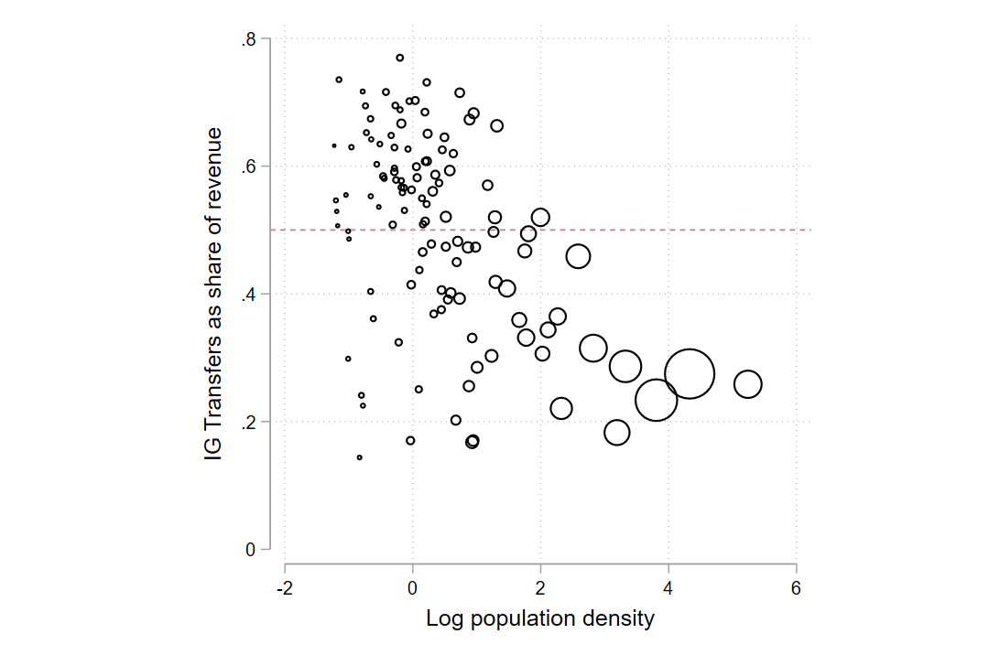 .8
.6
.4
.2
0
IG Transfers as share of revenue
-2 0 2 4 6
Log population density